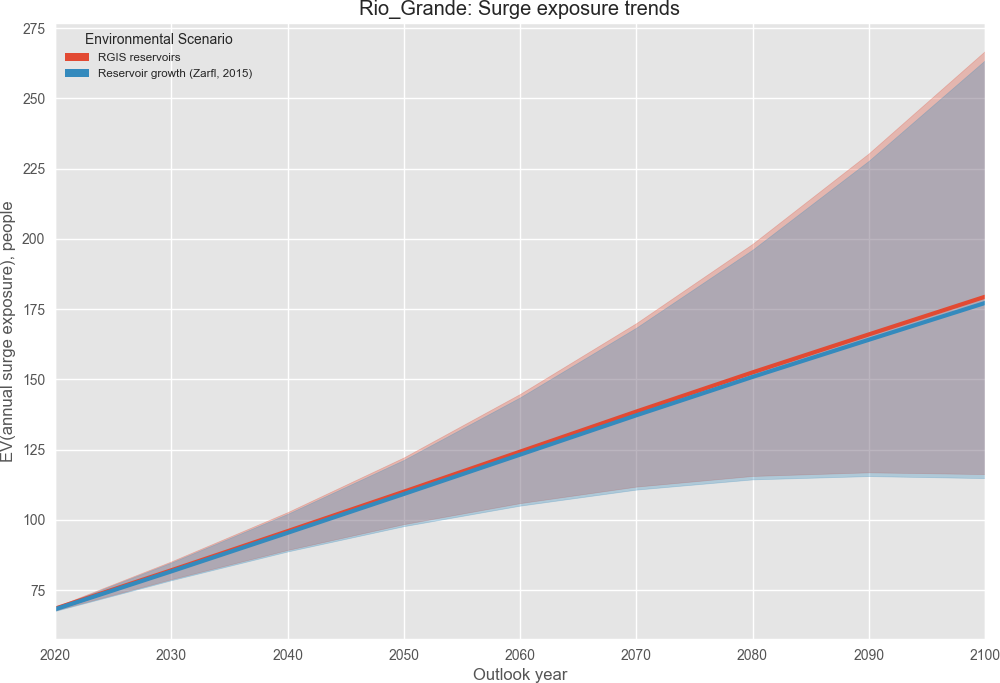 Rio_Grande: Surge exposure trends
Environmental Scenario
RGIS reservoirs
Reservoir growth (Zarfl, 2015)
EV(annual surge exposure), people
275
250
225
200
175
150
125
100
75
2020 2030 2040 2050 2060 2070 2080 2090 2100
Outlook year